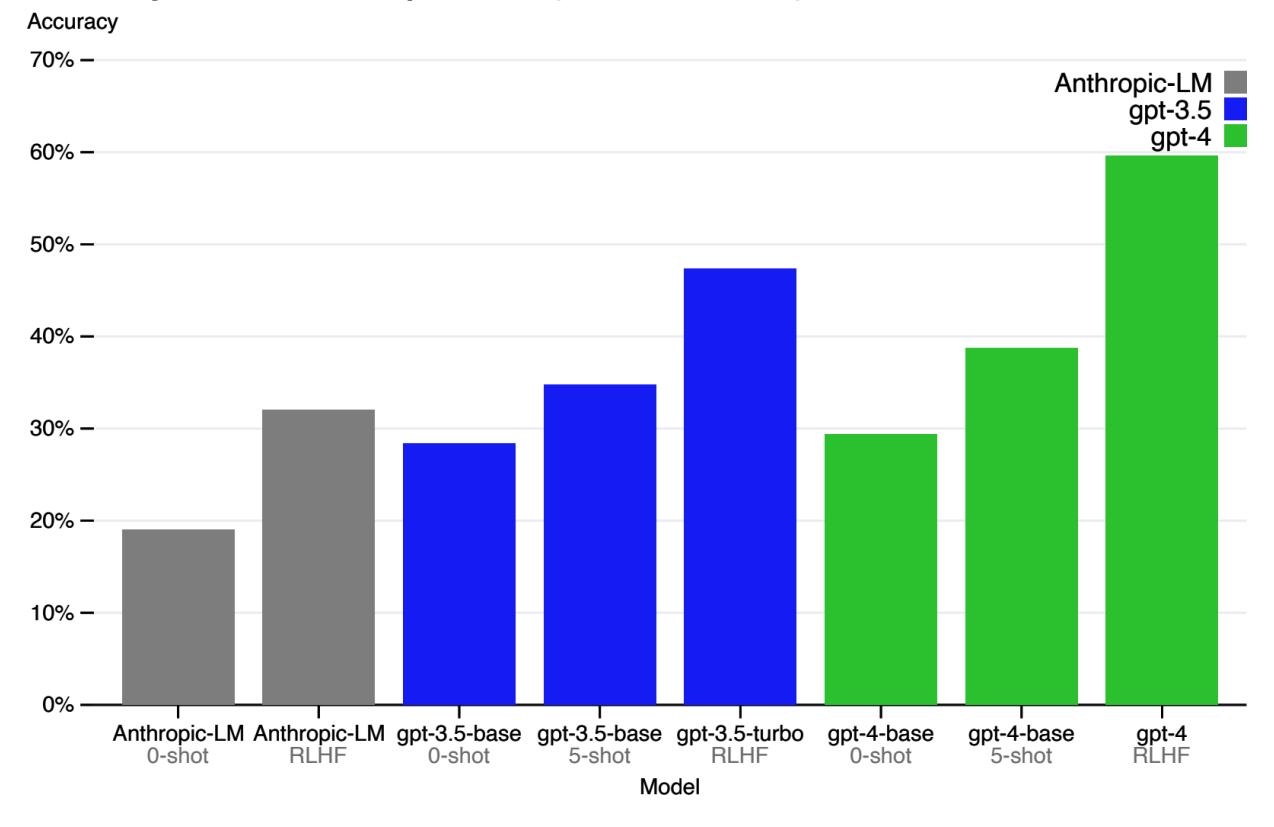 Accuracy
70%
60%
50%
40%
30%
20%
10%
0%
Anthropic-LM
gpt-3.5
gpt-4
Anthropic-LM Anthropic-LM gpt-3.5-base gpt-3.5-base gpt-3.5-turbo gpt-4-base gpt-4-base gpt-4
0-shot RLHF 0-shot 5-shot RLHF 0-shot 5-shot RLHF
Model